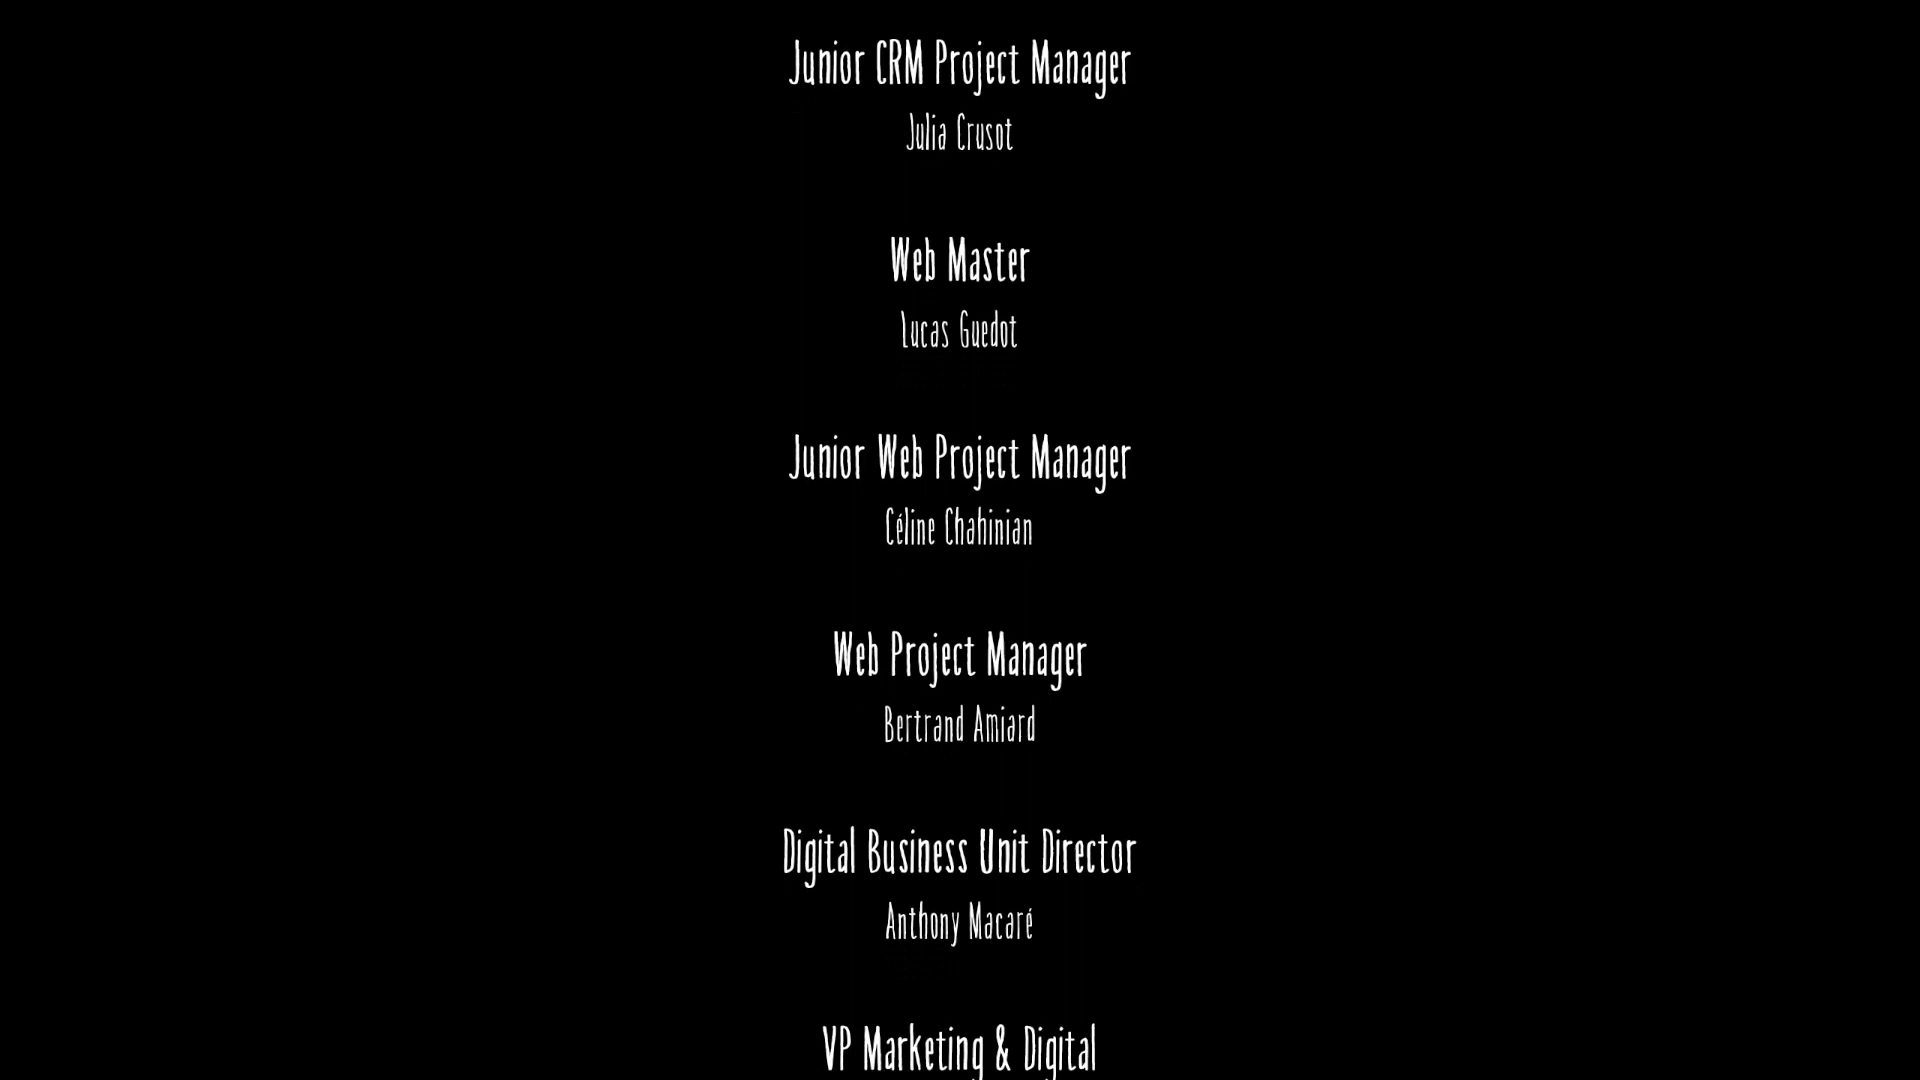 Junior CRM Project Manager
Julia Crusot
Web Master
Lucas Guedot
Junior Web Project Manager
Céline Chahinian
Web Project Manager
Bertrand Amiard
Digital Business Unit Director
Anthony Macaré
VP Marketing & Digital